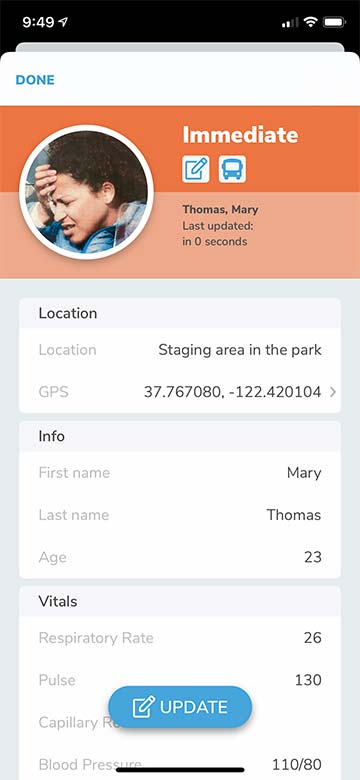 9:49
DONE
Immediate
Thomas, Mary
Last updated:
in 0 seconds
Location
Location Staging area in the park
GPS 37.767080, -122.420104
Info
First name Mary
Last name Thomas
Age 23
Vitals
Respiratory Rate 26
Pulse 130
UPDATE
Capillary
Blood Pressure 110/80